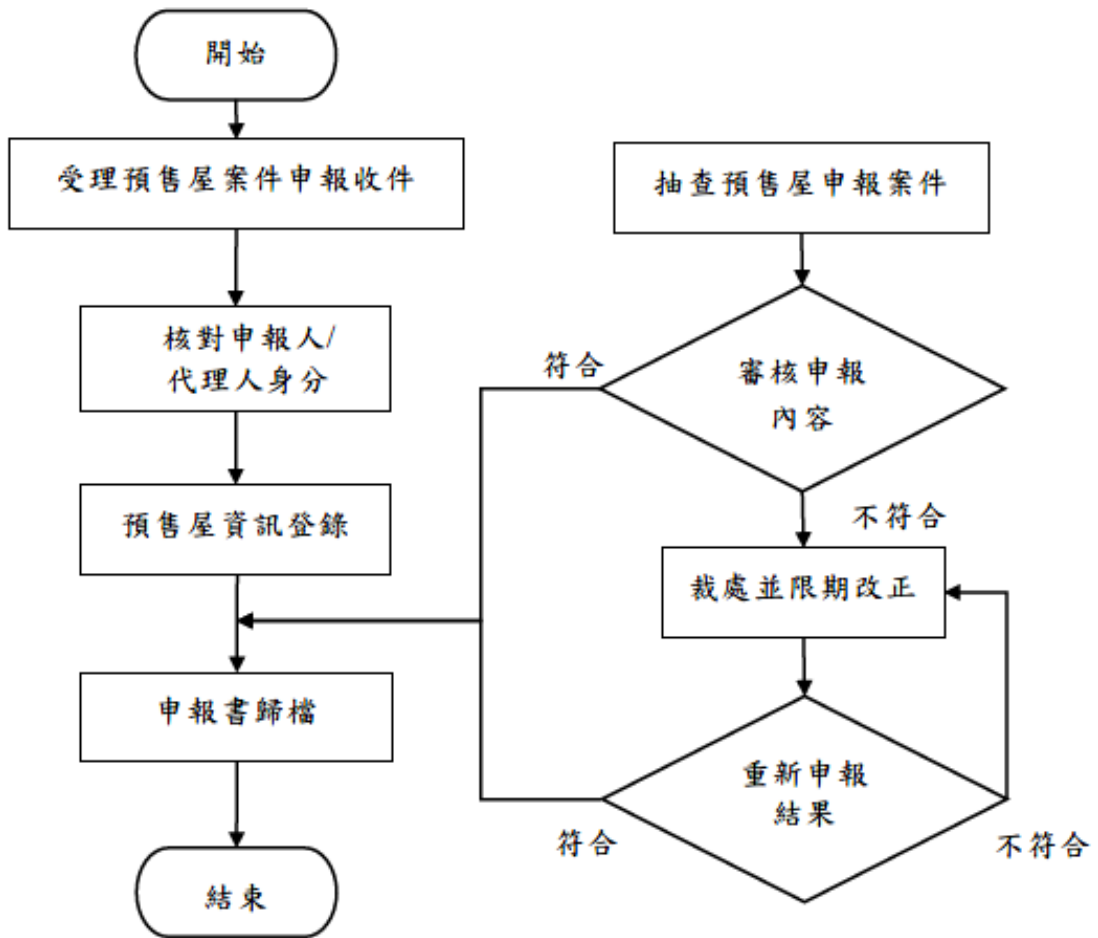 開始
受理預售屋案件申報收件
核對申報人/
代理人身分
預售屋資訊登錄
申報書歸檔
結束
抽查預售屋申報案件
審核申報
內容
符合
不符合
裁處並限期改正
重新申報
結果
符合
不符合